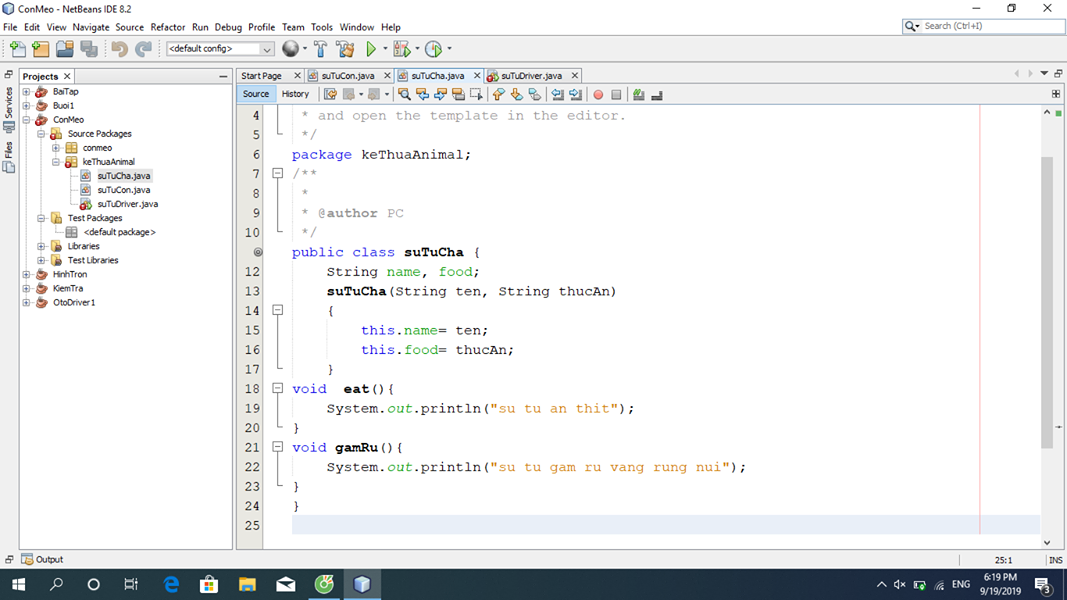 ConMeo - NetBeans IDE 8.2
File Edit View Navigate Source Refactor Run Debug Profile Team Tools Window Help
Search (Ctrl+I)
<default config>
Projects
Start Page suTuCon.java suTuCha.java suTuDriver.java
Services
Files
BaiTap
Buoi1
ConMeo
Source Packages
conmeo
keThuaAnimal
suTuCha.java
suTuCon.java
suTuDriver.java
Test Packages
<default package>
Libraries
Test Libraries
HinhTron
KiemTra
OtoDriver1
Source History
4 * and open the template in the editor.
5 */
6 package keThuaAnimal;
7 /**
8 *
9 * @author PC
10 */
public class suTuCha {
12 String name, food;
13 suTuCha(String ten, String thucAn)
14 {
15 this.name= ten;
16 this.food= thucAn;
17 }
18 void eat(){
19 System.out.println("su tu an thit");
20 }
21 void gamRu(){
22 System.out.println("su tu gam ru vang rung nui");
23 }
24 }
25
Output
25:1 INS
ENG
6:19 PM
9/19/2019
3